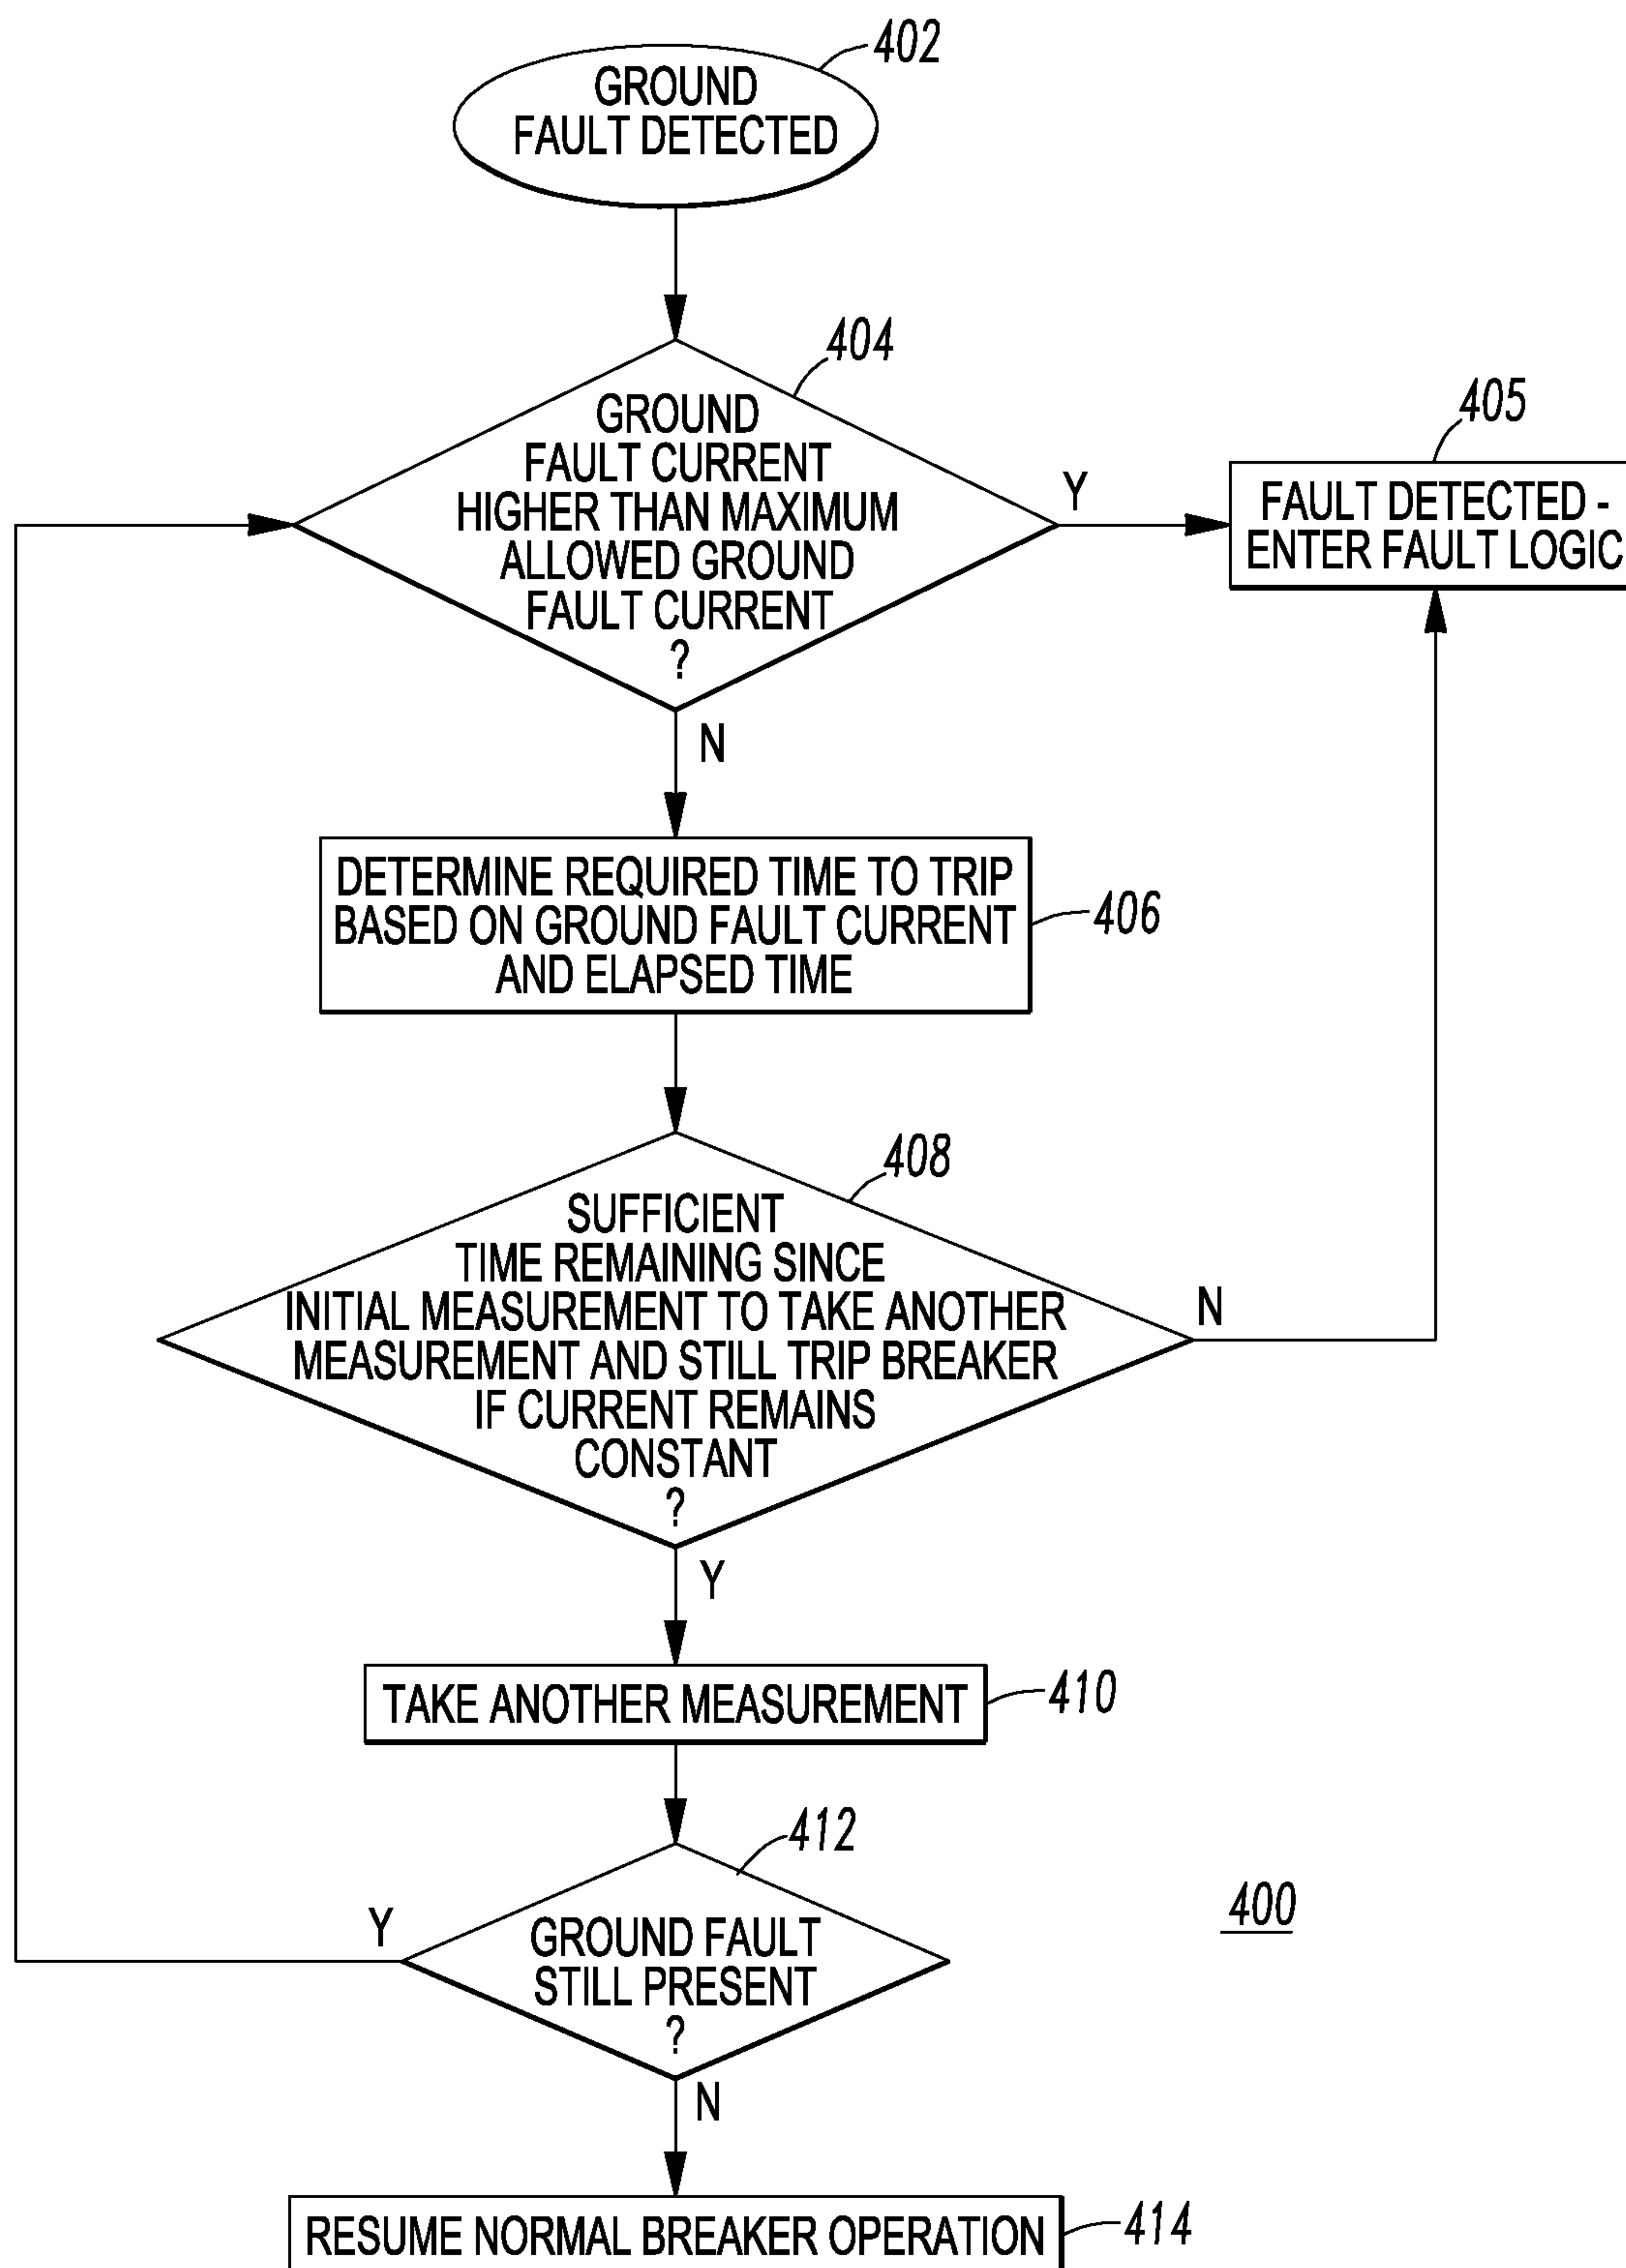 402
GROUND
FAULT DETECTED
404
GROUND
FAULT CURRENT
HIGHER THAN MAXIMUM
ALLOWED GROUND
FAULT CURRENT
?
Y
405
FAULT DETECTED -
ENTER FAULT LOGIC
N
DETERMINE REQUIRED TIME TO TRIP
BASED ON GROUND FAULT CURRENT
AND ELAPSED TIME
406
408
SUFFICIENT
TIME REMAINING SINCE
INITIAL MEASUREMENT TO TAKE ANOTHER
MEASUREMENT AND STILL TRIP BREAKER
IF CURRENT REMAINS
CONSTANT
?
N
Y
TAKE ANOTHER MEASUREMENT
410
412
Y
GROUND FAULT
STILL PRESENT
?
400
N
RESUME NORMAL BREAKER OPERATION
414